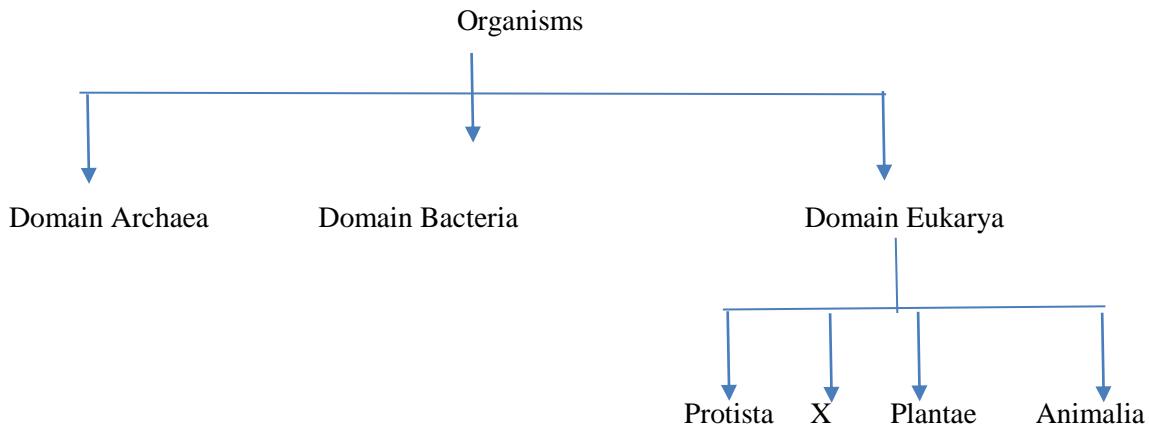 Organisms
Domain Archaea Domain Bacteria Domain Eukarya
Protista X Plantae Animalia